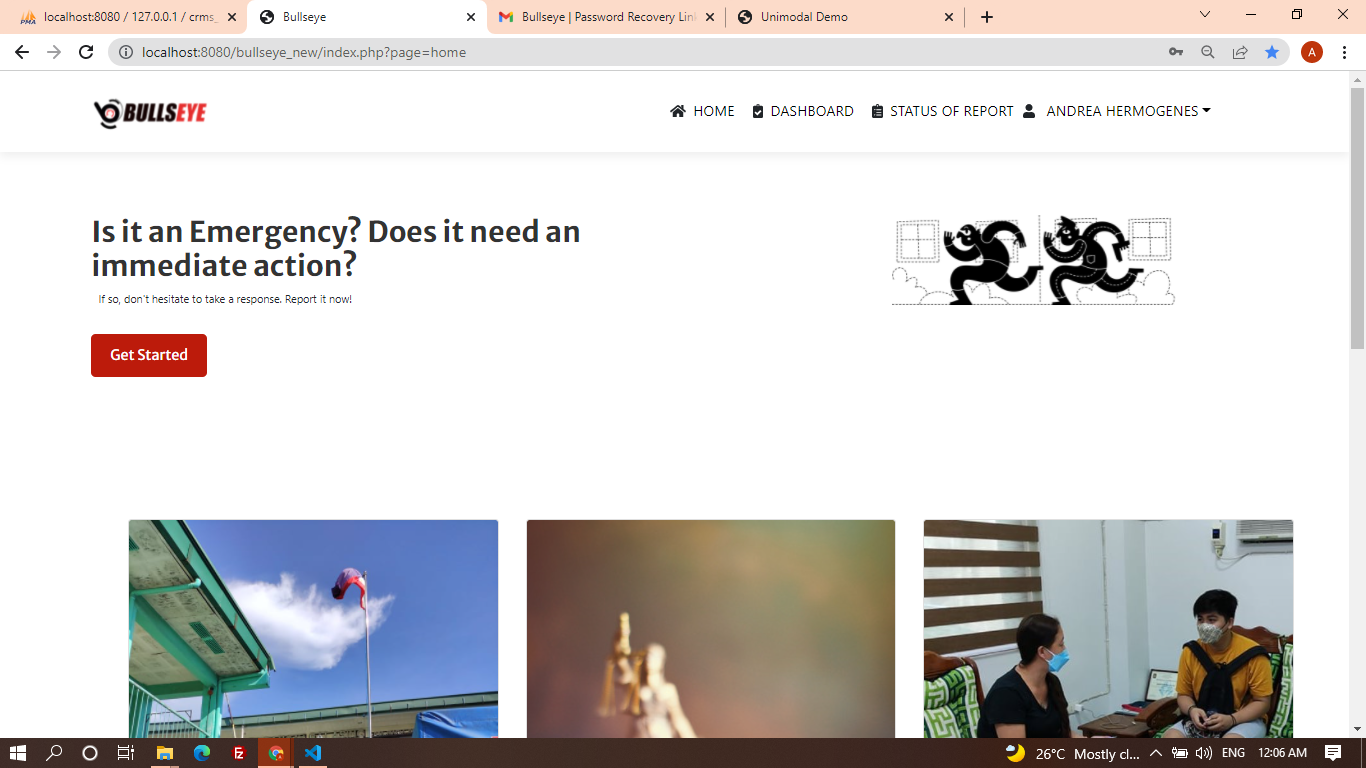 localhost:8080 / 127.0.0.1 / crms_
Bullseye
Bullseye | Password Recovery Lin
Unimodal Demo
localhost:8080/bullseye_new/index.php?page=home
A
BULLSEYE
HOME
DASHBOARD
STATUS OF REPORT
ANDREA HERMOGENES
Is it an Emergency? Does it need an
immediate action?
If so, don't hesitate to take a response. Report it now!
Get Started
26°C Mostly cl...
ENG
12:06 AM